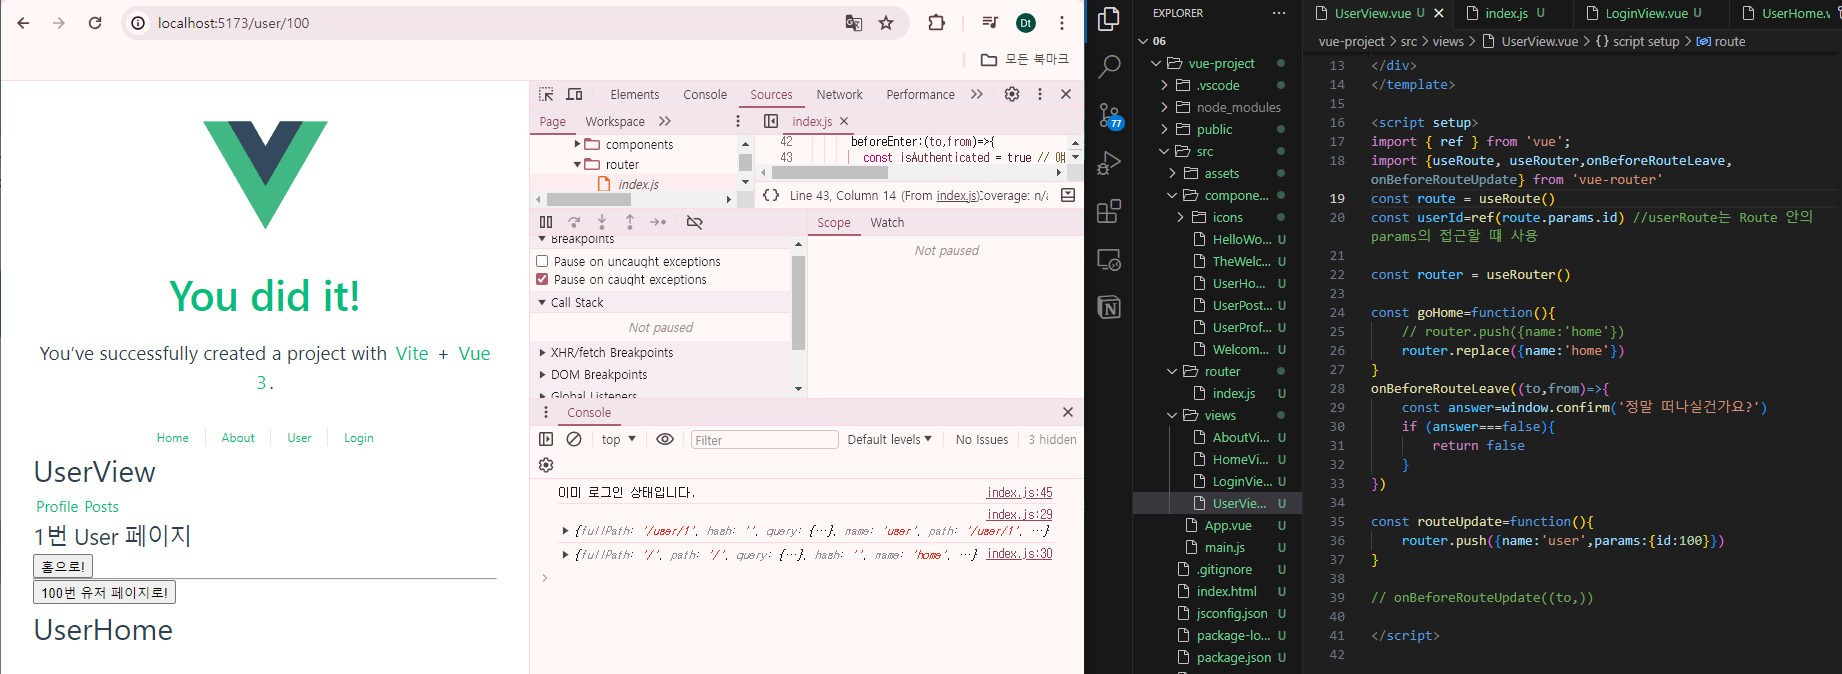 localhost:5173/user/100
모든 북마크
You did it!
You've successfully created a project with Vite + Vue
3.
Home
About
User
Login
UserView
Profile Posts
1번 User 페이지
홈으로!
100번 유저 페이지로!
UserHome
Elements
Console
Sources
Network
Performance
Page
Workspace
index.js
components
router
index.js
42 beforeEnter:(to,from)=>{
43 const isAuthenticated = true //
{} Line 43, Column 14 (From index.js)
Coverage: n/a
Breakpoints
Pause on uncaught exceptions
Pause on caught exceptions
Call Stack
Not paused
XHR/fetch Breakpoints
DOM Breakpoints
Global Listeners
Scope
Watch
Not paused
Console
top
Filter
Default levels
No Issues
3 hidden
이미 로그인 상태입니다. index.js:45
index.js:29
{fullPath: '/user/1', hash: '', query: {…}, name: 'user', path: '/user/1', …}
{fullPath: '/', path: '/', query: {…}, hash: '', name: 'home', …} index.js:30
EXPLORER
06
vue-project
.vscode
node_modules
public
src
assets
compone...
icons
HelloWo... U
TheWelc... U
UserHo... U
UserPost... U
UserProf... U
Welcom... U
router
index.js U
views
AboutVi... U
HomeVi... U
LoginVie... U
UserVie... U
App.vue U
main.js U
.gitignore U
index.html U
jsconfig.json U
package-lo... U
package.json U
77
UserView.vue U
index.js U
LoginView.vue U
UserHome.v
vue-project > src > views > UserView.vue > {} script setup > route
13 </div>
14 </template>
15
16 <script setup>
17 import { ref } from 'vue';
18 import {useRoute, useRouter,onBeforeRouteLeave,
onBeforeRouteUpdate} from 'vue-router'
19 const route = useRoute()
20 const userId=ref(route.params.id) //userRoute는 Route 안의
params의 접근할 떄 사용
21
22 const router = useRouter()
23
24 const goHome=function(){
25 // router.push({name:'home'})
26 router.replace({name:'home'})
27 }
28 onBeforeRouteLeave((to,from)=>{
29 const answer=window.confirm('정말 떠나실건가요?')
30 if (answer===false){
31 return false
32 }
33 })
34
35 const routeUpdate=function(){
36 router.push({name:'user',params:{id:100}})
37 }
38
39 // onBeforeRouteUpdate((to,))
40
41 </script>
42